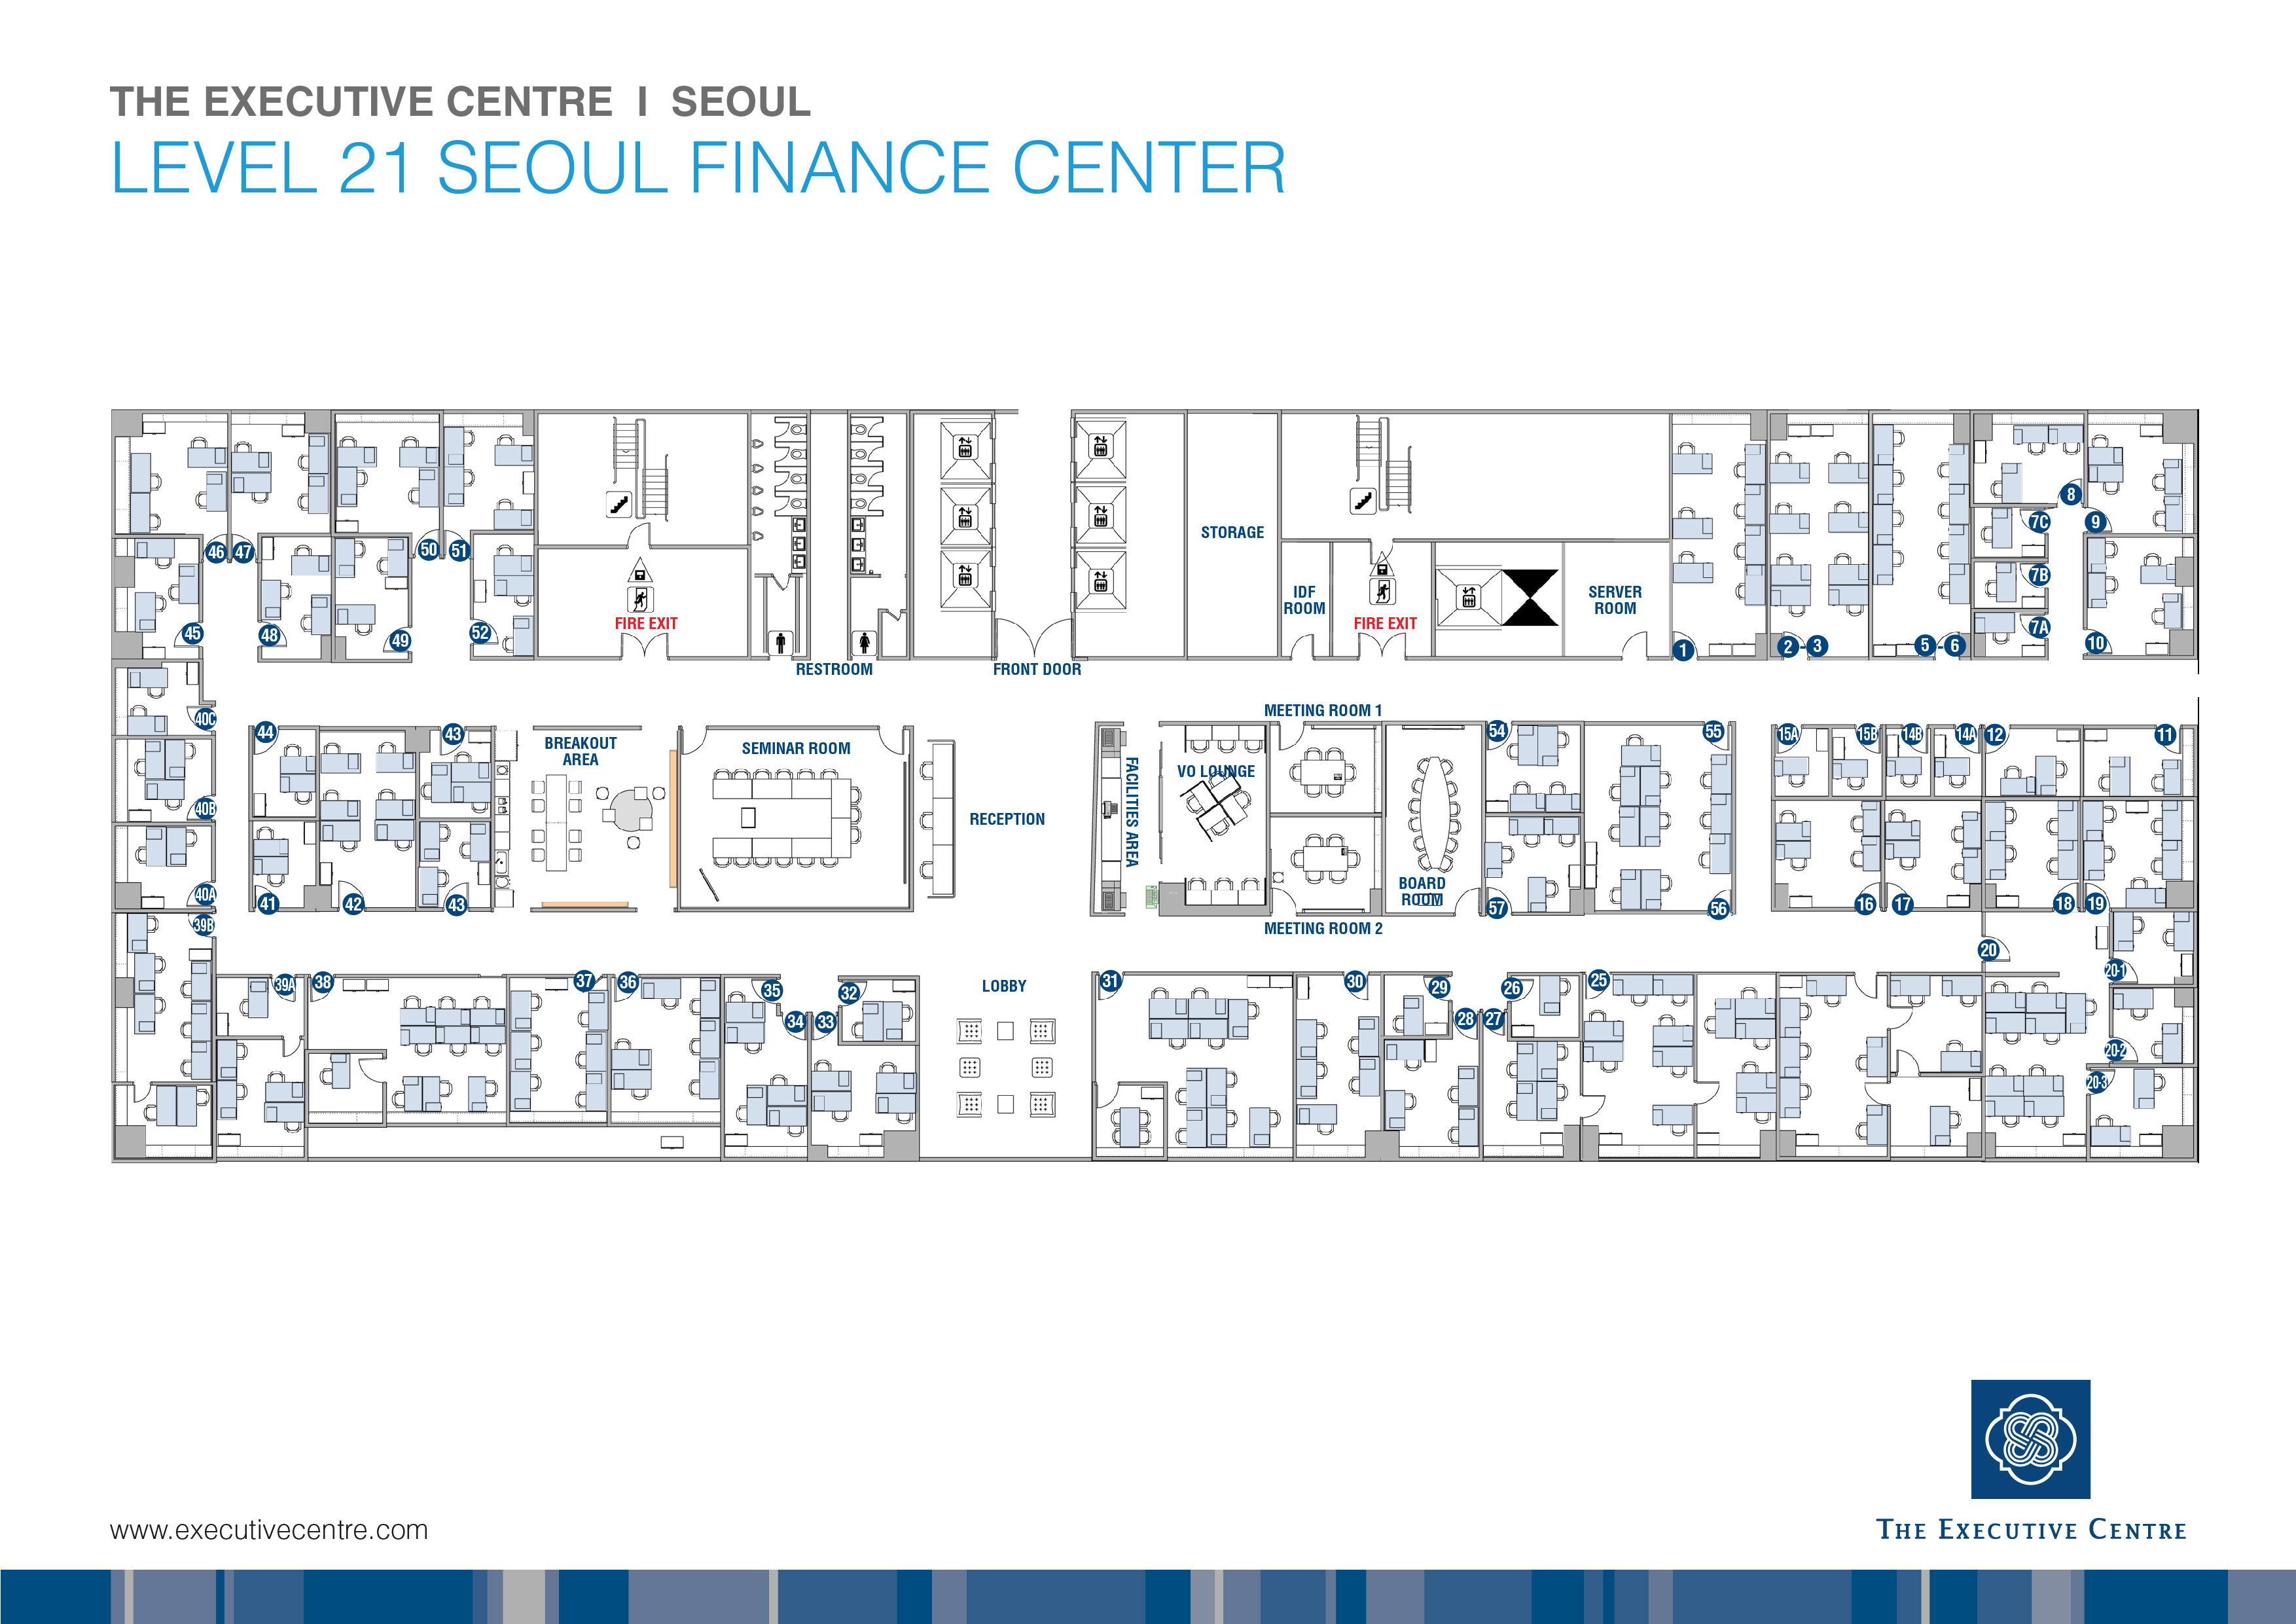 THE EXECUTIVE CENTRE I SEOUL
LEVEL 21 SEOUL FINANCE CENTER
46
47
50
51
45
48
49
52
FIRE EXIT
RESTROOM
FRONT DOOR
STORAGE
IDF
ROOM
FIRE EXIT
SERVER
ROOM
1
2-3
5-6
8
7C
9
7B
7A
10
40C
44
43
BREAKOUT
AREA
SEMINAR ROOM
40B
40A
41
42
43
39B
RECEPTION
FACILITIES AREA
VO LOUNGE
MEETING ROOM 1
BOARD
ROOM
MEETING ROOM 2
54
55
57
56
15A
15B
14B
14A
12
11
16
17
18
19
20
20-1
20-2
20-3
39A
38
37
36
35
34
33
32
LOBBY
31
30
29
28
27
26
25
www.executivecentre.com
THE EXECUTIVE CENTRE